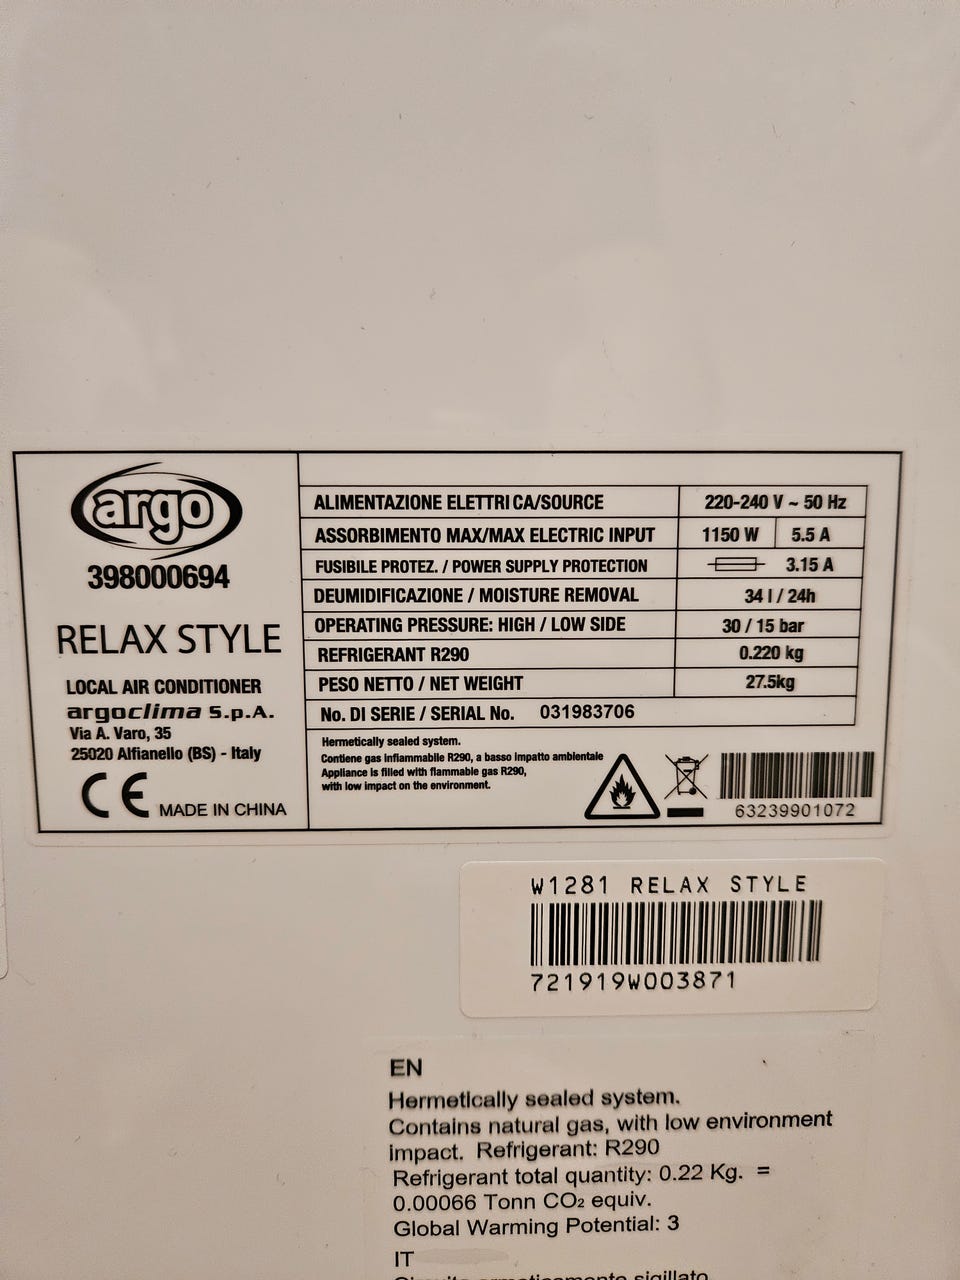 argo
398000694
RELAX STYLE
LOCAL AIR CONDITIONER
argoclima S.p.A.
Via A. Varo, 35
25020 Alfianello (BS) - Italy
CE MADE IN CHINA
ALIMENTAZIONE ELETTRI CA/SOURCE 220-240 V ~ 50 Hz
ASSORBIMENTO MAX/MAX ELECTRIC INPUT 1150 W 5.5 A
FUSIBILE PROTEZ. / POWER SUPPLY PROTECTION 3.15 A
DEUMIDIFICAZIONE / MOISTURE REMOVAL 34 l / 24h
OPERATING PRESSURE: HIGH / LOW SIDE 30 / 15 bar
REFRIGERANT R290 0.220 kg
PESO NETTO / NET WEIGHT 27.5kg
No. DI SERIE / SERIAL No. 031983706
Hermetically sealed system.
Contiene gas infiammabile R290, a basso impatto ambientale
Appliance is filled with flammable gas R290,
with low impact on the environment.
63239901072
W1281 RELAX STYLE
721919W003871
EN
Hermetically sealed system.
Contains natural gas, with low environment
impact. Refrigerant: R290
Refrigerant total quantity: 0.22 Kg. =
0.00066 Tonn CO₂ equiv.
Global Warming Potential: 3
IT
Circuito ermeticamente sigillato